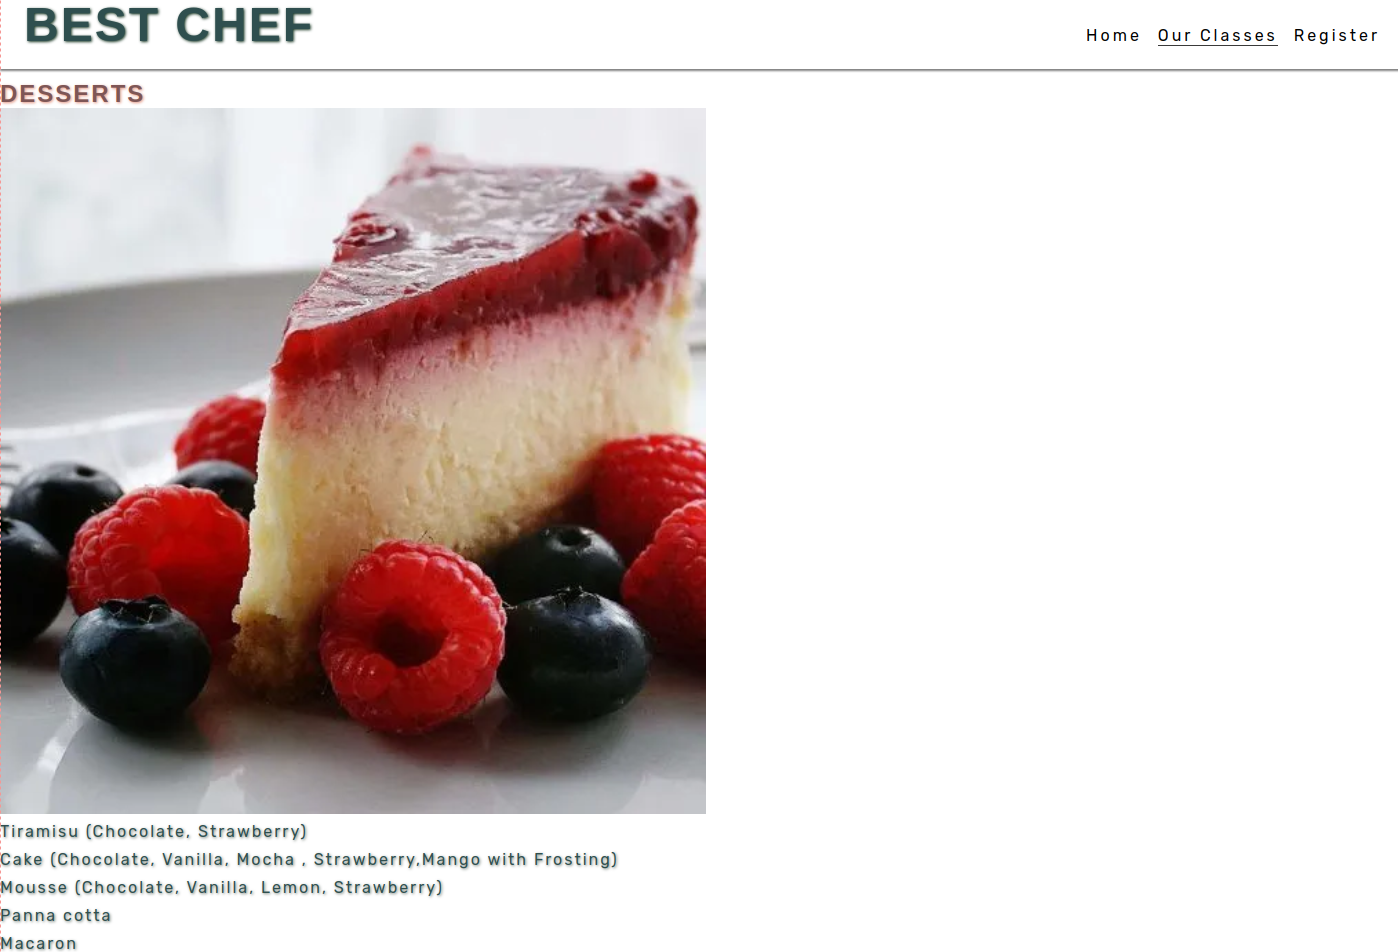 BEST CHEF
Home Our Classes Register
DESSERTS
Tiramisu (Chocolate, Strawberry)
Cake (Chocolate, Vanilla, Mocha , Strawberry,Mango with Frosting)
Mousse (Chocolate, Vanilla, Lemon, Strawberry)
Panna cotta
Macaron